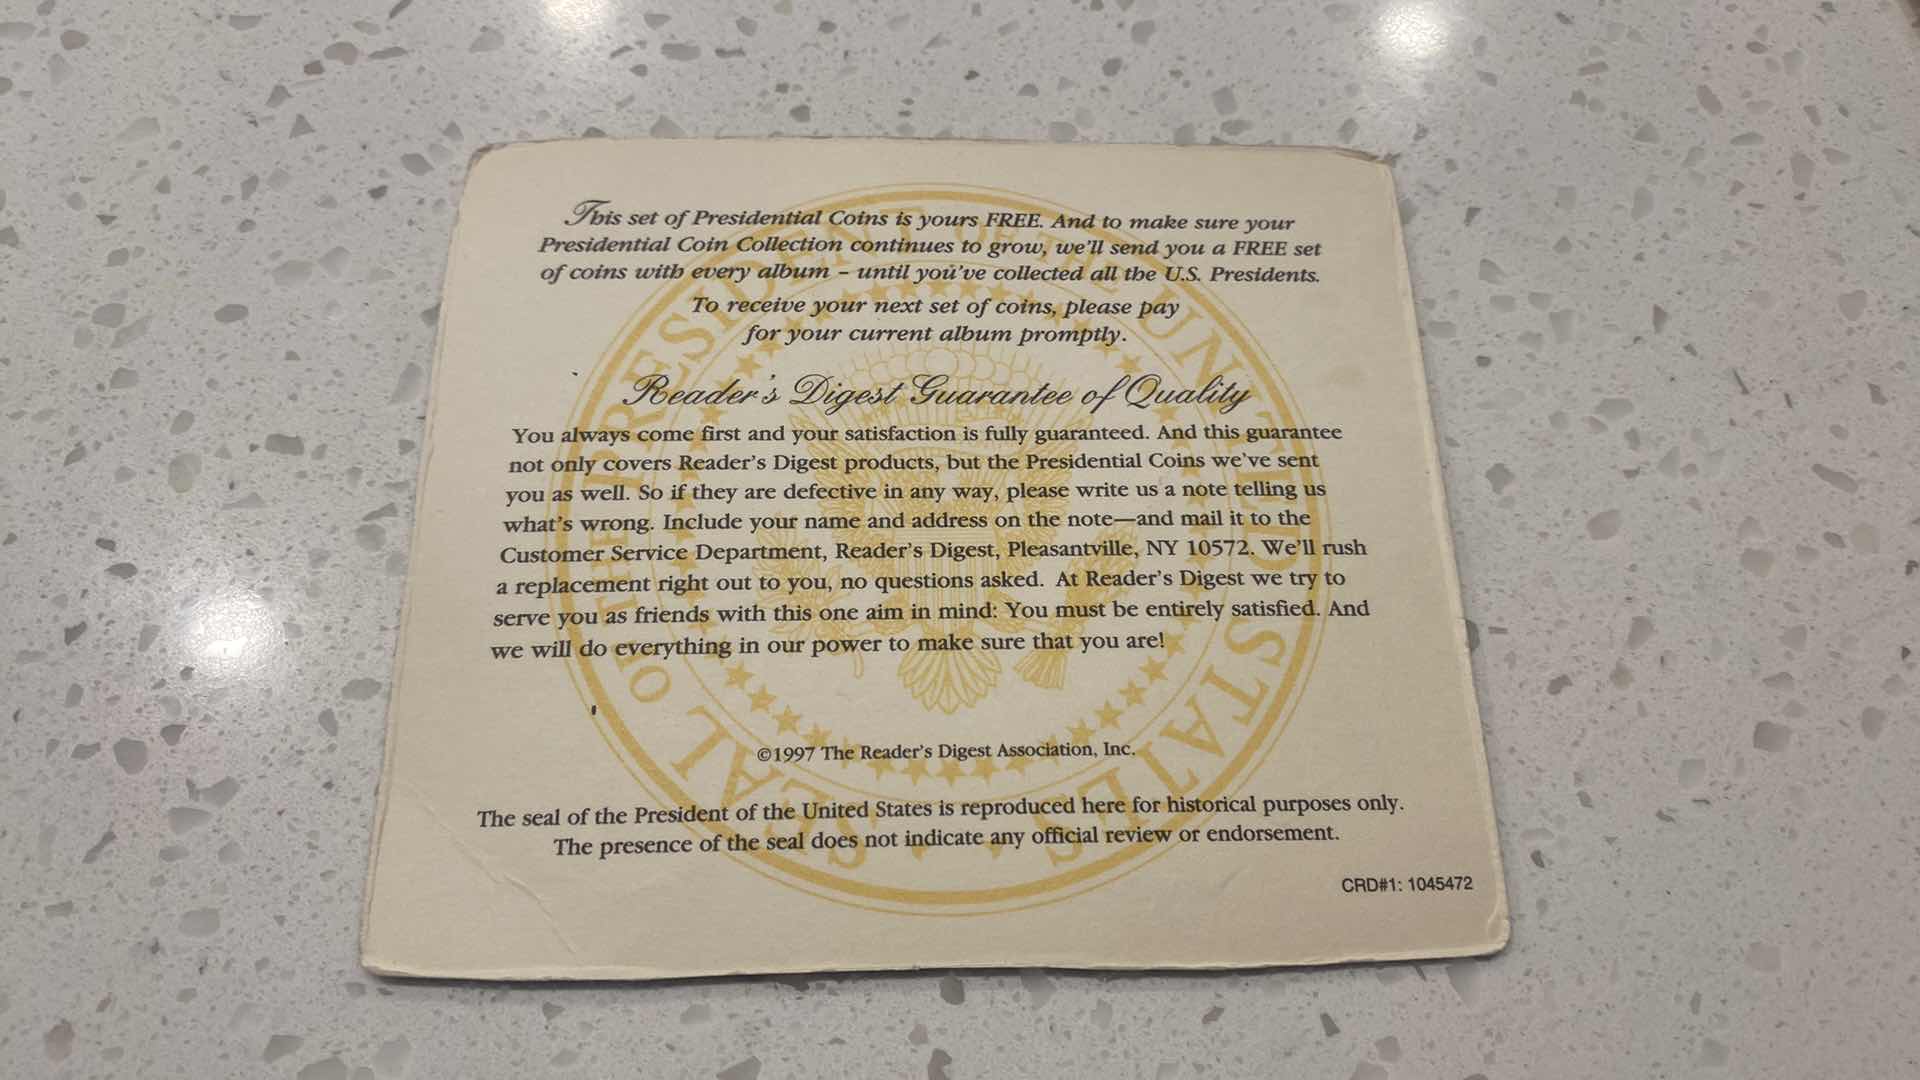 This set of Presidential Coins is yours FREE. And to make sure your
Presidential Coin Collection continues to grow, we'll send you a FREE set
of coins with every album – until you've collected all the U.S. Presidents.
To receive your next set of coins, please pay
for your current album promptly.
Reader's Digest Guarantee of Quality
You always come first and your satisfaction is fully guaranteed. And this guarantee
not only covers Reader's Digest products, but the Presidential Coins we've sent
you as well. So if they are defective in any way, please write us a note telling us
what's wrong. Include your name and address on the note—and mail it to the
Customer Service Department, Reader's Digest, Pleasantville, NY 10572. We'll rush
a replacement right out to you, no questions asked. At Reader's Digest we try to
serve you as friends with this one aim in mind: You must be entirely satisfied. And
we will do everything in our power to make sure that you are!
©1997 The Reader's Digest Association, Inc.
The seal of the President of the United States is reproduced here for historical purposes only.
The presence of the seal does not indicate any official review or endorsement.
CRD#1: 1045472
SEAL OF THE PRESIDENT OF THE UNITED STATES